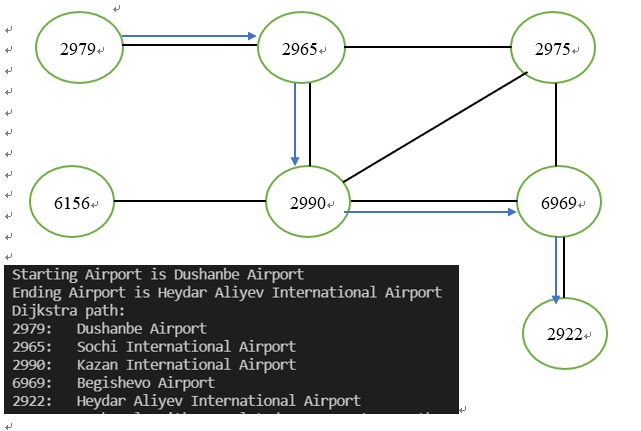 2979 2965 2975
6156 2990 6969
2922
Starting Airport is Dushanbe Airport
Ending Airport is Heydar Aliyev International Airport
Dijkstra path:
2979: Dushanbe Airport
2965: Sochi International Airport
2990: Kazan International Airport
6969: Begishevo Airport
2922: Heydar Aliyev International Airport